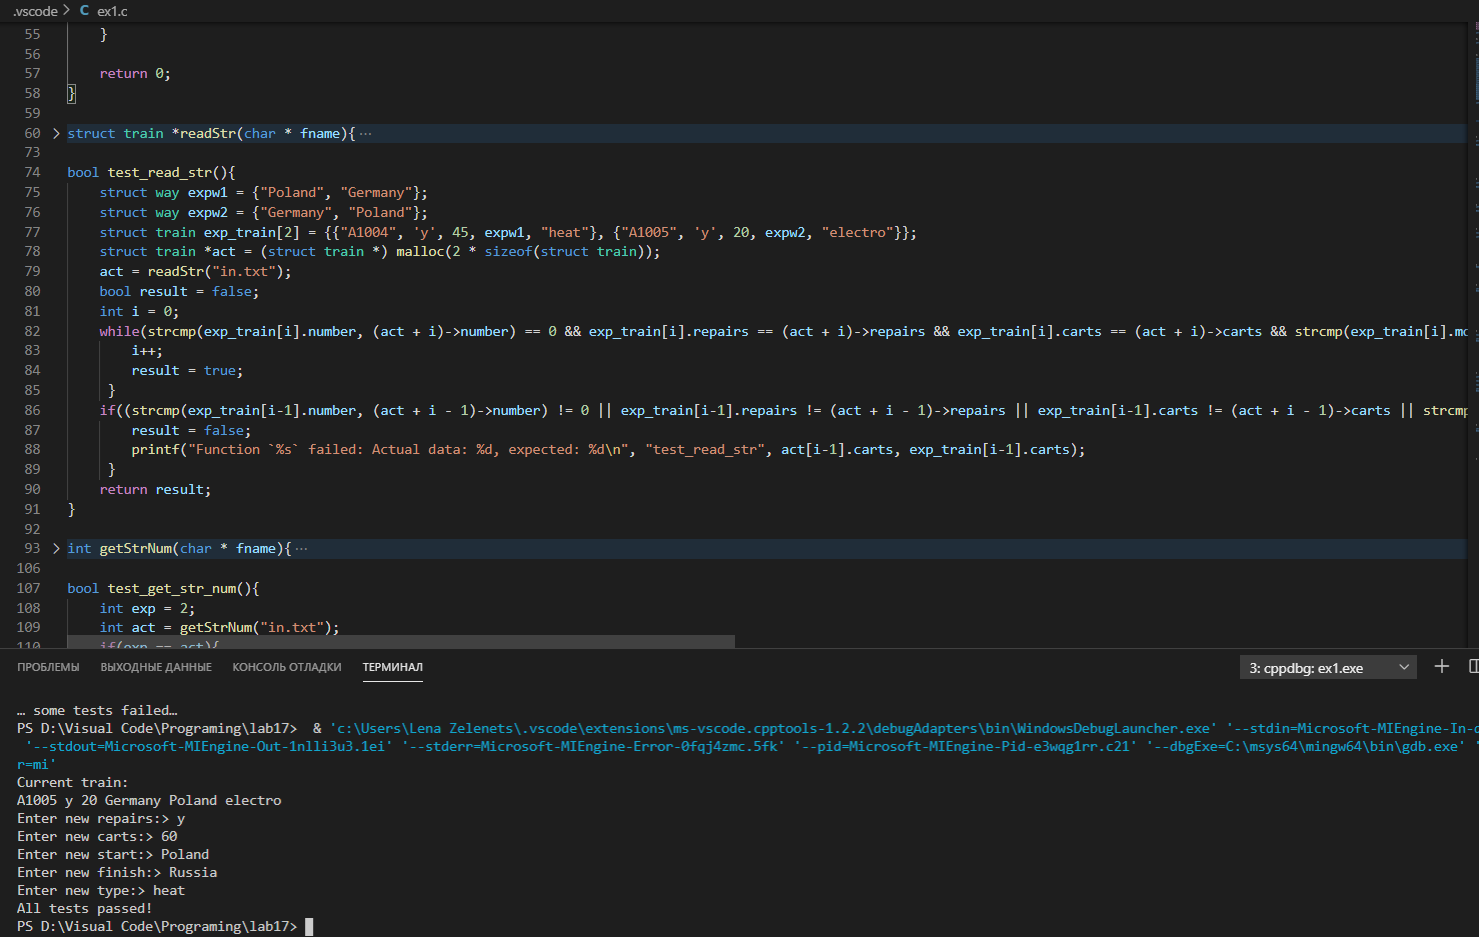 .vscode > C ex1.c
55 }
56
57 return 0;
58 }
59
60 > struct train *readStr(char * fname){ ···
73
74 bool test_read_str(){
75 struct way expw1 = {"Poland", "Germany"};
76 struct way expw2 = {"Germany", "Poland"};
77 struct train exp_train[2] = {{"A1004", 'y', 45, expw1, "heat"}, {"A1005", 'y', 20, expw2, "electro"}};
78 struct train *act = (struct train *) malloc(2 * sizeof(struct train));
79 act = readStr("in.txt");
80 bool result = false;
81 int i = 0;
82 while(strcmp(exp_train[i].number, (act + i)->number) == 0 && exp_train[i].repairs == (act + i)->repairs && exp_train[i].carts == (act + i)->carts && strcmp(exp_train[i].mo
83 i++;
84 result = true;
85 }
86 if((strcmp(exp_train[i-1].number, (act + i - 1)->number) != 0 || exp_train[i-1].repairs != (act + i - 1)->repairs || exp_train[i-1].carts != (act + i - 1)->carts || strcmp
87 result = false;
88 printf("Function `%s` failed: Actual data: %d, expected: %d\n", "test_read_str", act[i-1].carts, exp_train[i-1].carts);
89 }
90 return result;
91 }
92
93 > int getStrNum(char * fname){ ···
106
107 bool test_get_str_num(){
108 int exp = 2;
109 int act = getStrNum("in.txt");
110 if(exp == act){
ПРОБЛЕМЫ ВЫХОДНЫЕ ДАННЫЕ КОНСОЛЬ ОТЛАДКИ ТЕРМИНАЛ 3: cppdbg: ex1.exe
… some tests failed…
PS D:\Visual Code\Programing\lab17> & 'c:\Users\Lena Zelenets\.vscode\extensions\ms-vscode.cpptools-1.2.2\debugAdapters\bin\WindowsDebugLauncher.exe' '--stdin=Microsoft-MIEngine-In-
'--stdout=Microsoft-MIEngine-Out-1nlli3u3.1ei' '--stderr=Microsoft-MIEngine-Error-0fqj4zmc.5fk' '--pid=Microsoft-MIEngine-Pid-e3wqg1rr.c21' '--dbgExe=C:\msys64\mingw64\bin\gdb.exe' '
r=mi'
Current train:
A1005 y 20 Germany Poland electro
Enter new repairs:> y
Enter new carts:> 60
Enter new start:> Poland
Enter new finish:> Russia
Enter new type:> heat
All tests passed!
PS D:\Visual Code\Programing\lab17>